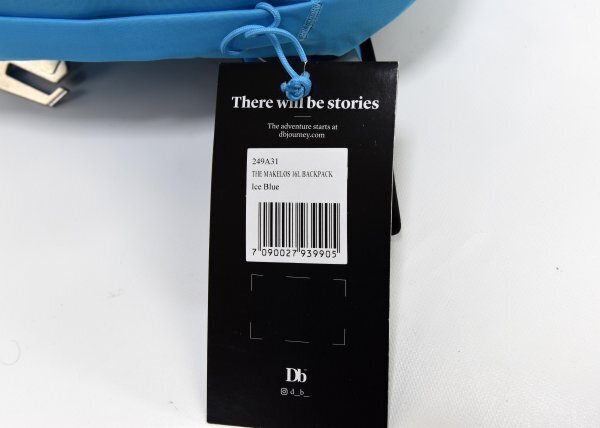 There will be stories
The adventure starts at
dbjourney.com
249A31
THE MAKELOS 16L BACKPACK
Ice Blue
7 090027 939905
Db
d_b_